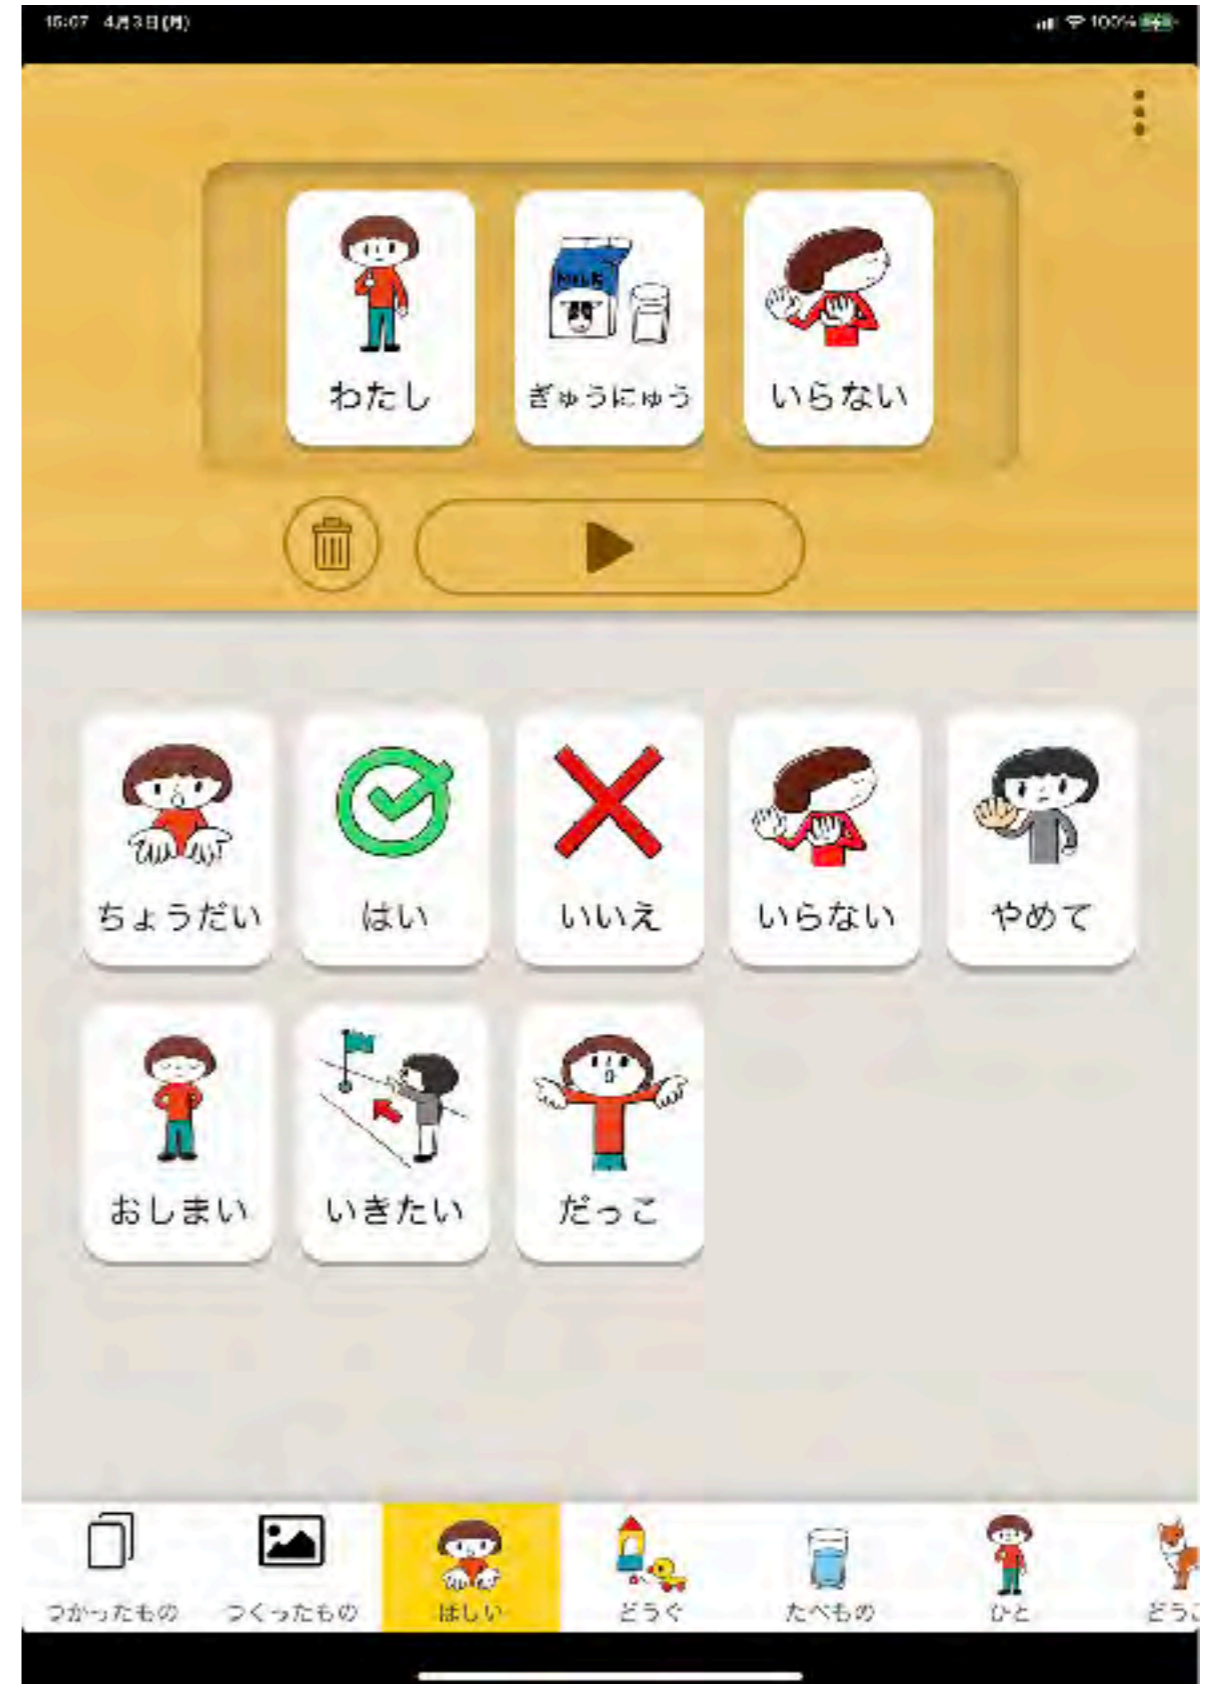 15:07 4月3日(月)
100%
MILK
わたし
ぎゅうにゅう
いらない
ちょうだい
はい
いいえ
いらない
やめて
おしまい
いきたい
だっこ
つかったもの
つくったもの
ほしい
どうぐ
たべもの
ひと